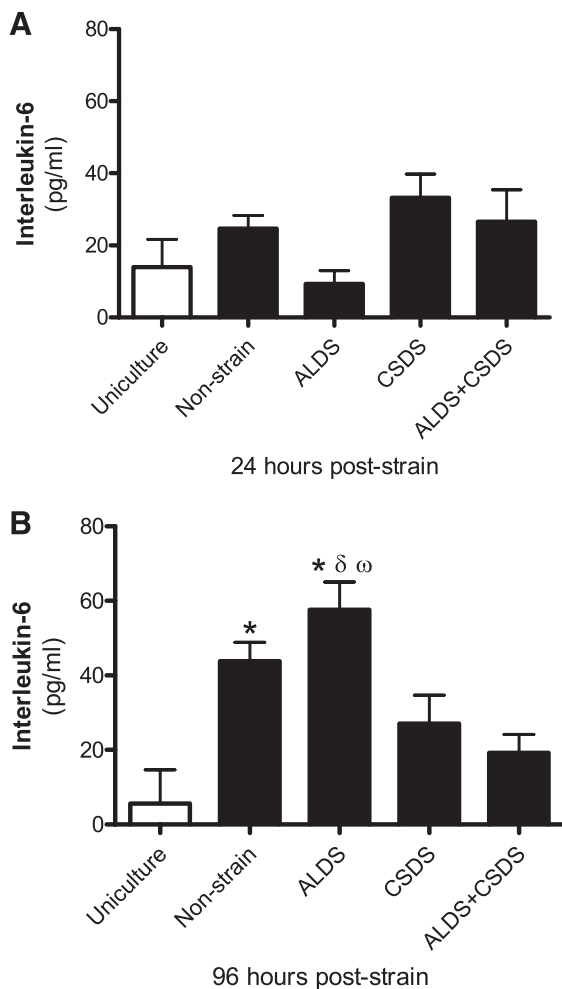 A
Interleukin-6
(pg/ml)
80
60
40
20
0
Uniculture
Non-strain
ALDS
CSDS
ALDS+CSDS
24 hours post-strain
B
Interleukin-6
(pg/ml)
80
60
40
20
0
*
* δ ω
Uniculture
Non-strain
ALDS
CSDS
ALDS+CSDS
96 hours post-strain